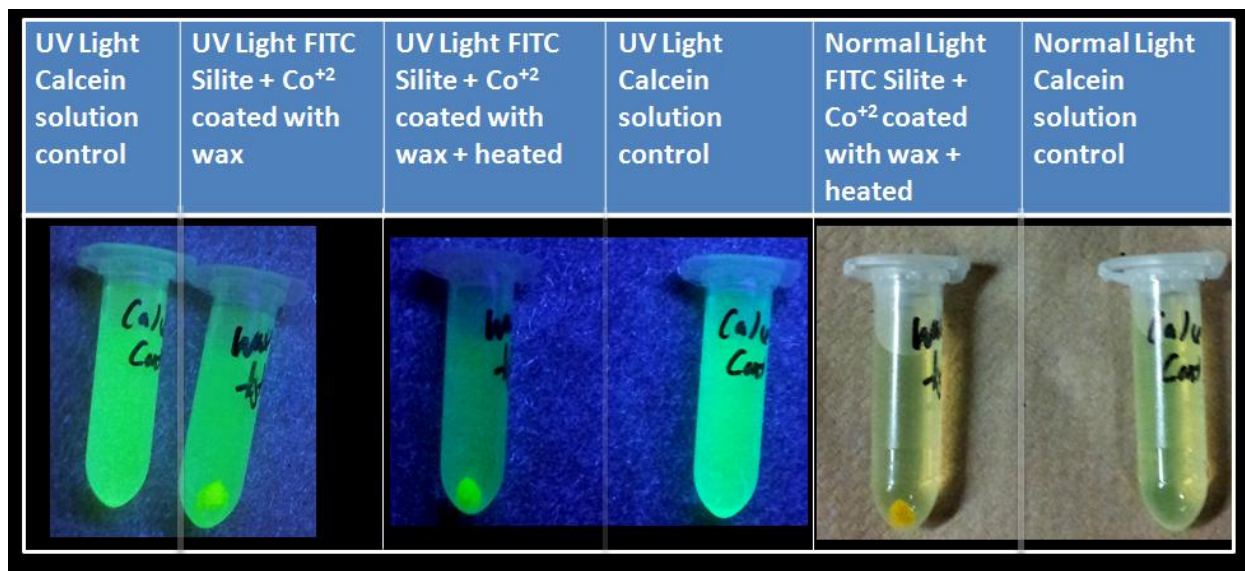 UV Light
Calcein
solution
control
UV Light FITC
Silite + Co+2
coated with
wax
UV Light FITC
Silite + Co+2
coated with
wax + heated
UV Light
Calcein
solution
control
Normal Light
FITC Silite +
Co+2 coated
with wax +
heated
Normal Light
Calcein
solution
control